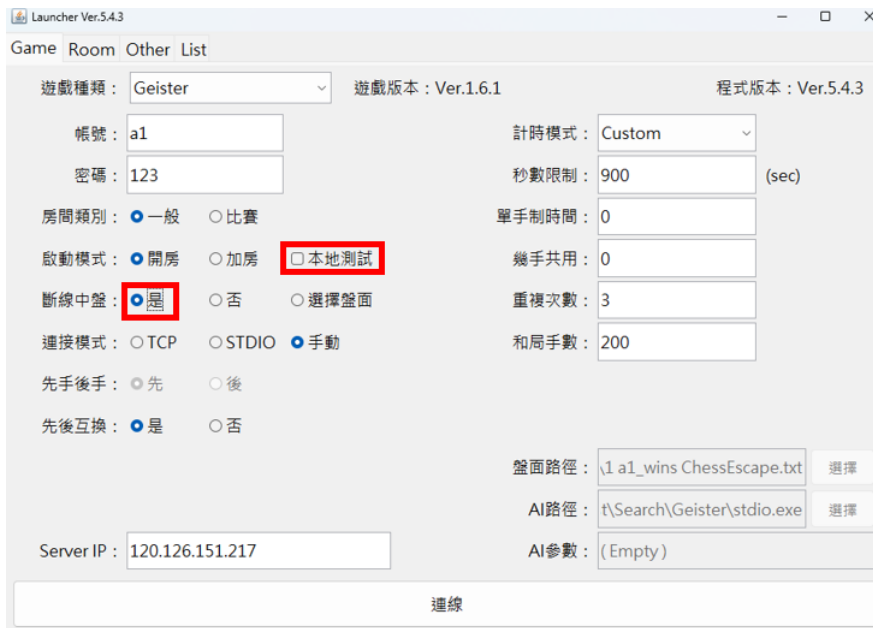 Launcher Ver.5.4.3
Game Room Other List
遊戲種類： Geister 遊戲版本：Ver.1.6.1 程式版本：Ver.5.4.3
帳號： a1 計時模式： Custom
密碼： 123 秒數限制： 900 (sec)
房間類別： 一般 比賽 單手制時間： 0
啟動模式： 開房 加房 本地測試 幾手共用： 0
斷線中盤： 是 否 選擇盤面 重複次數： 3
連接模式： TCP STDIO 手動 和局手數： 200
先手後手： 先 後
先後互換： 是 否
盤面路徑： \1 a1_wins ChessEscape.txt 選擇
AI路徑： t\Search\Geister\stdio.exe 選擇
Server IP： 120.126.151.217 AI參數： (Empty)
連線